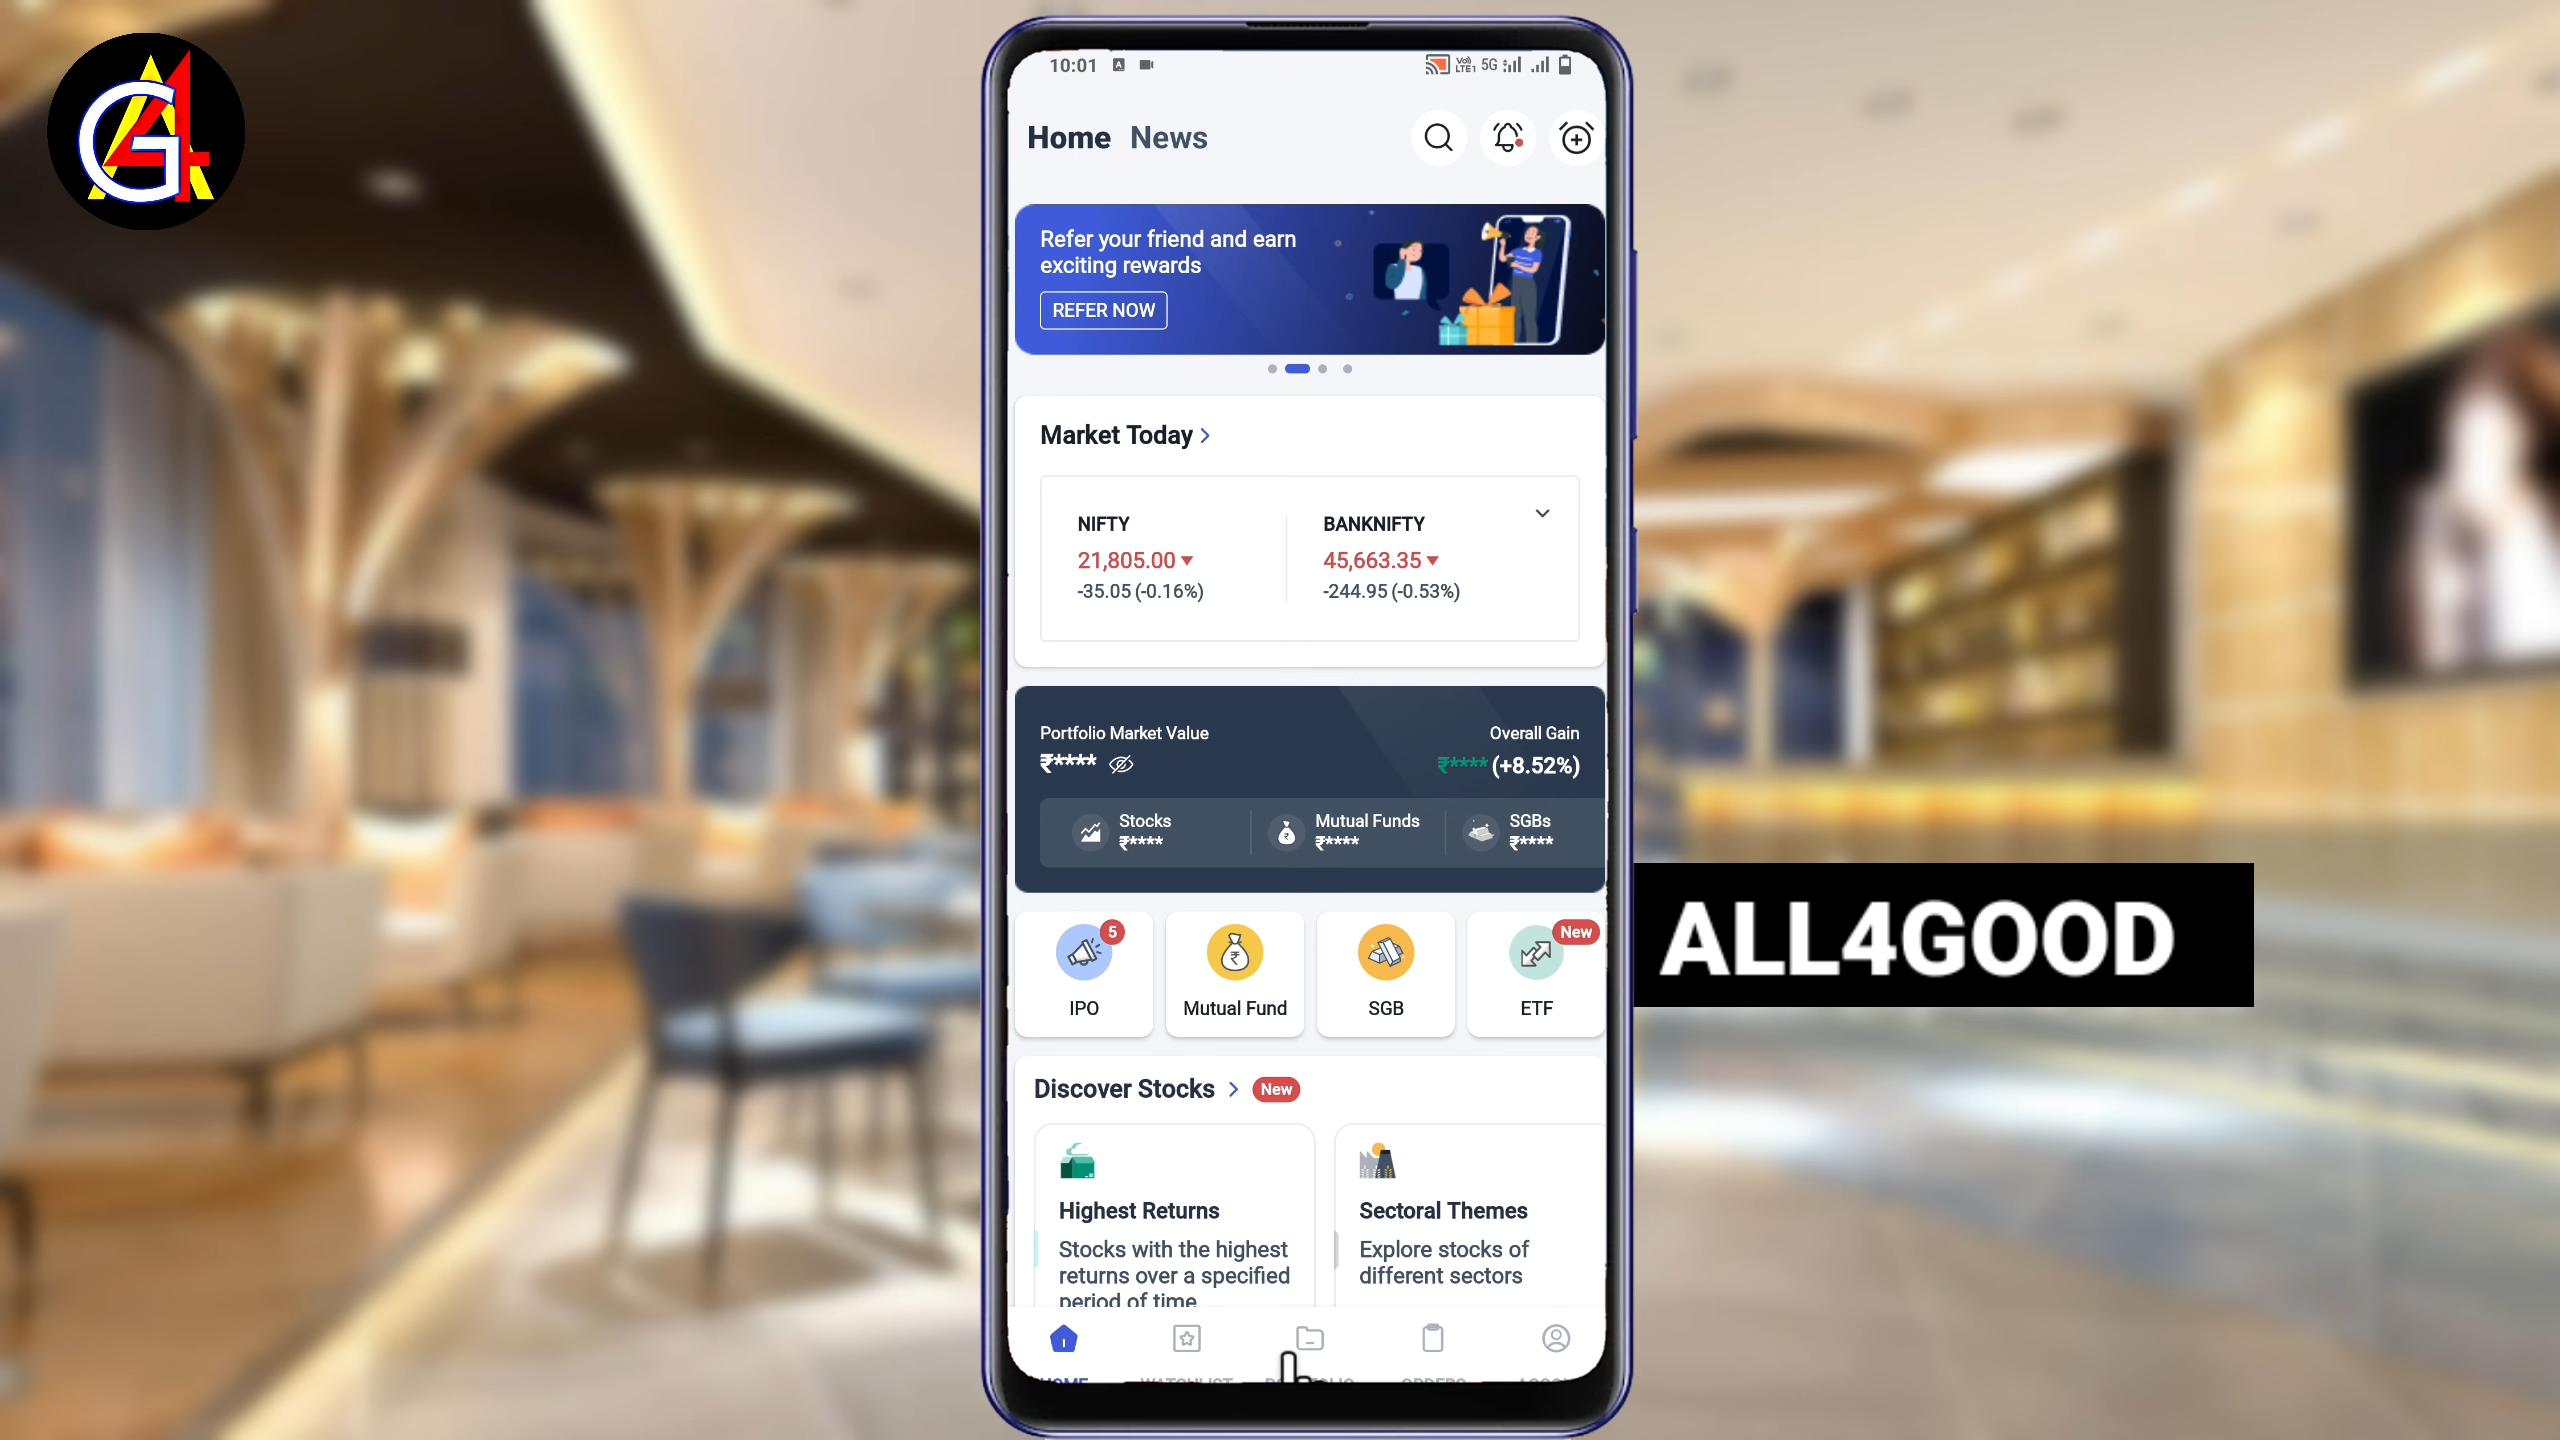 10:01
5G
Home News
Refer your friend and earn
exciting rewards
REFER NOW
Market Today
NIFTY
21,805.00
-35.05 (-0.16%)
BANKNIFTY
45,663.35
-244.95 (-0.53%)
Portfolio Market Value
₹****
Overall Gain
₹**** (+8.52%)
Stocks
₹****
Mutual Funds
₹****
SGBs
₹****
5
IPO
Mutual Fund
SGB
New
ETF
Discover Stocks
New
Highest Returns
Stocks with the highest
returns over a specified
period of time
Sectoral Themes
Explore stocks of
different sectors
ALL4GOOD